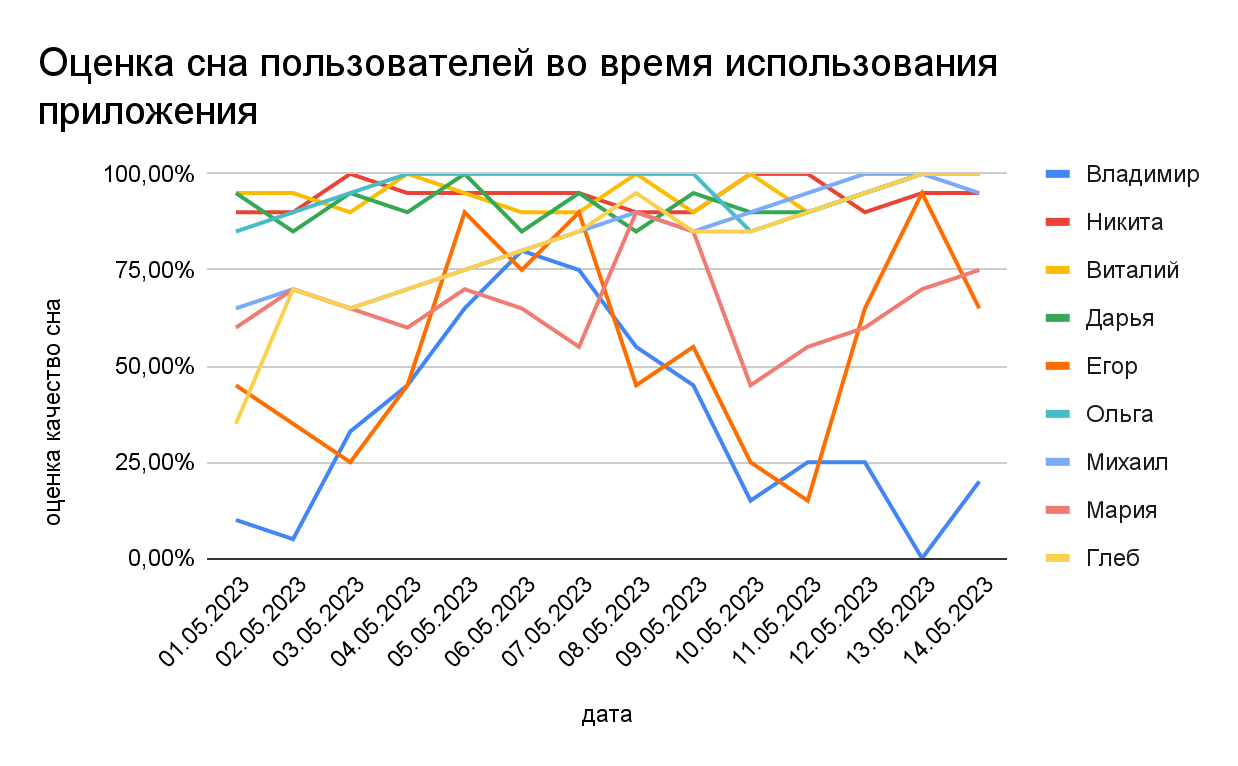 Оценка сна пользователей во время использования
приложения
100,00%
75,00%
50,00%
25,00%
0,00%
оценка качество сна
01.05.2023
02.05.2023
03.05.2023
04.05.2023
05.05.2023
06.05.2023
07.05.2023
08.05.2023
09.05.2023
10.05.2023
11.05.2023
12.05.2023
13.05.2023
14.05.2023
дата
Владимир
Никита
Виталий
Дарья
Егор
Ольга
Михаил
Мария
Глеб